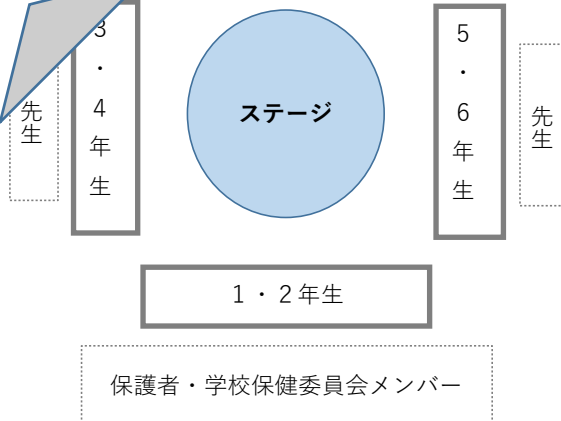 先生
3・4年生
ステージ
5・6年生
先生
1・2年生
保護者・学校保健委員会メンバー